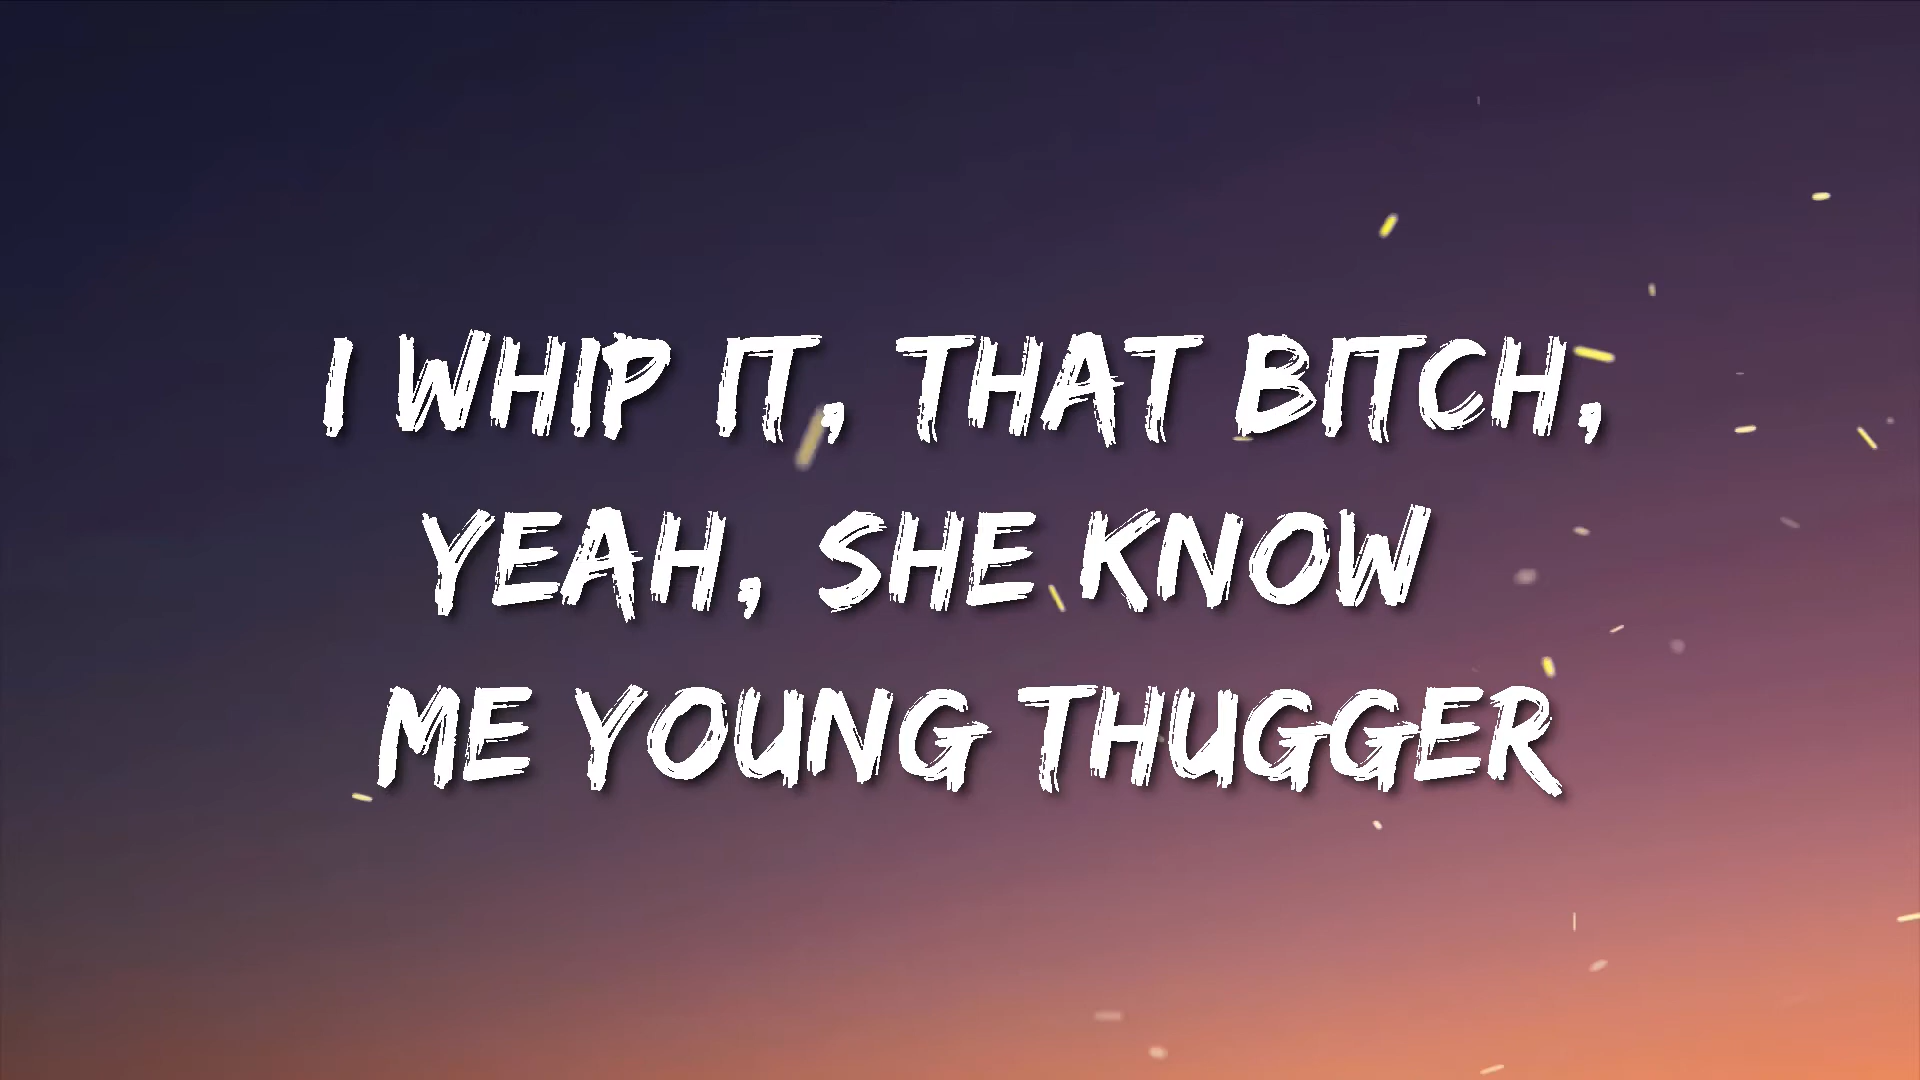 I WHIP IT, THAT BITCH,
YEAH, SHE KNOW
ME YOUNG THUGGER